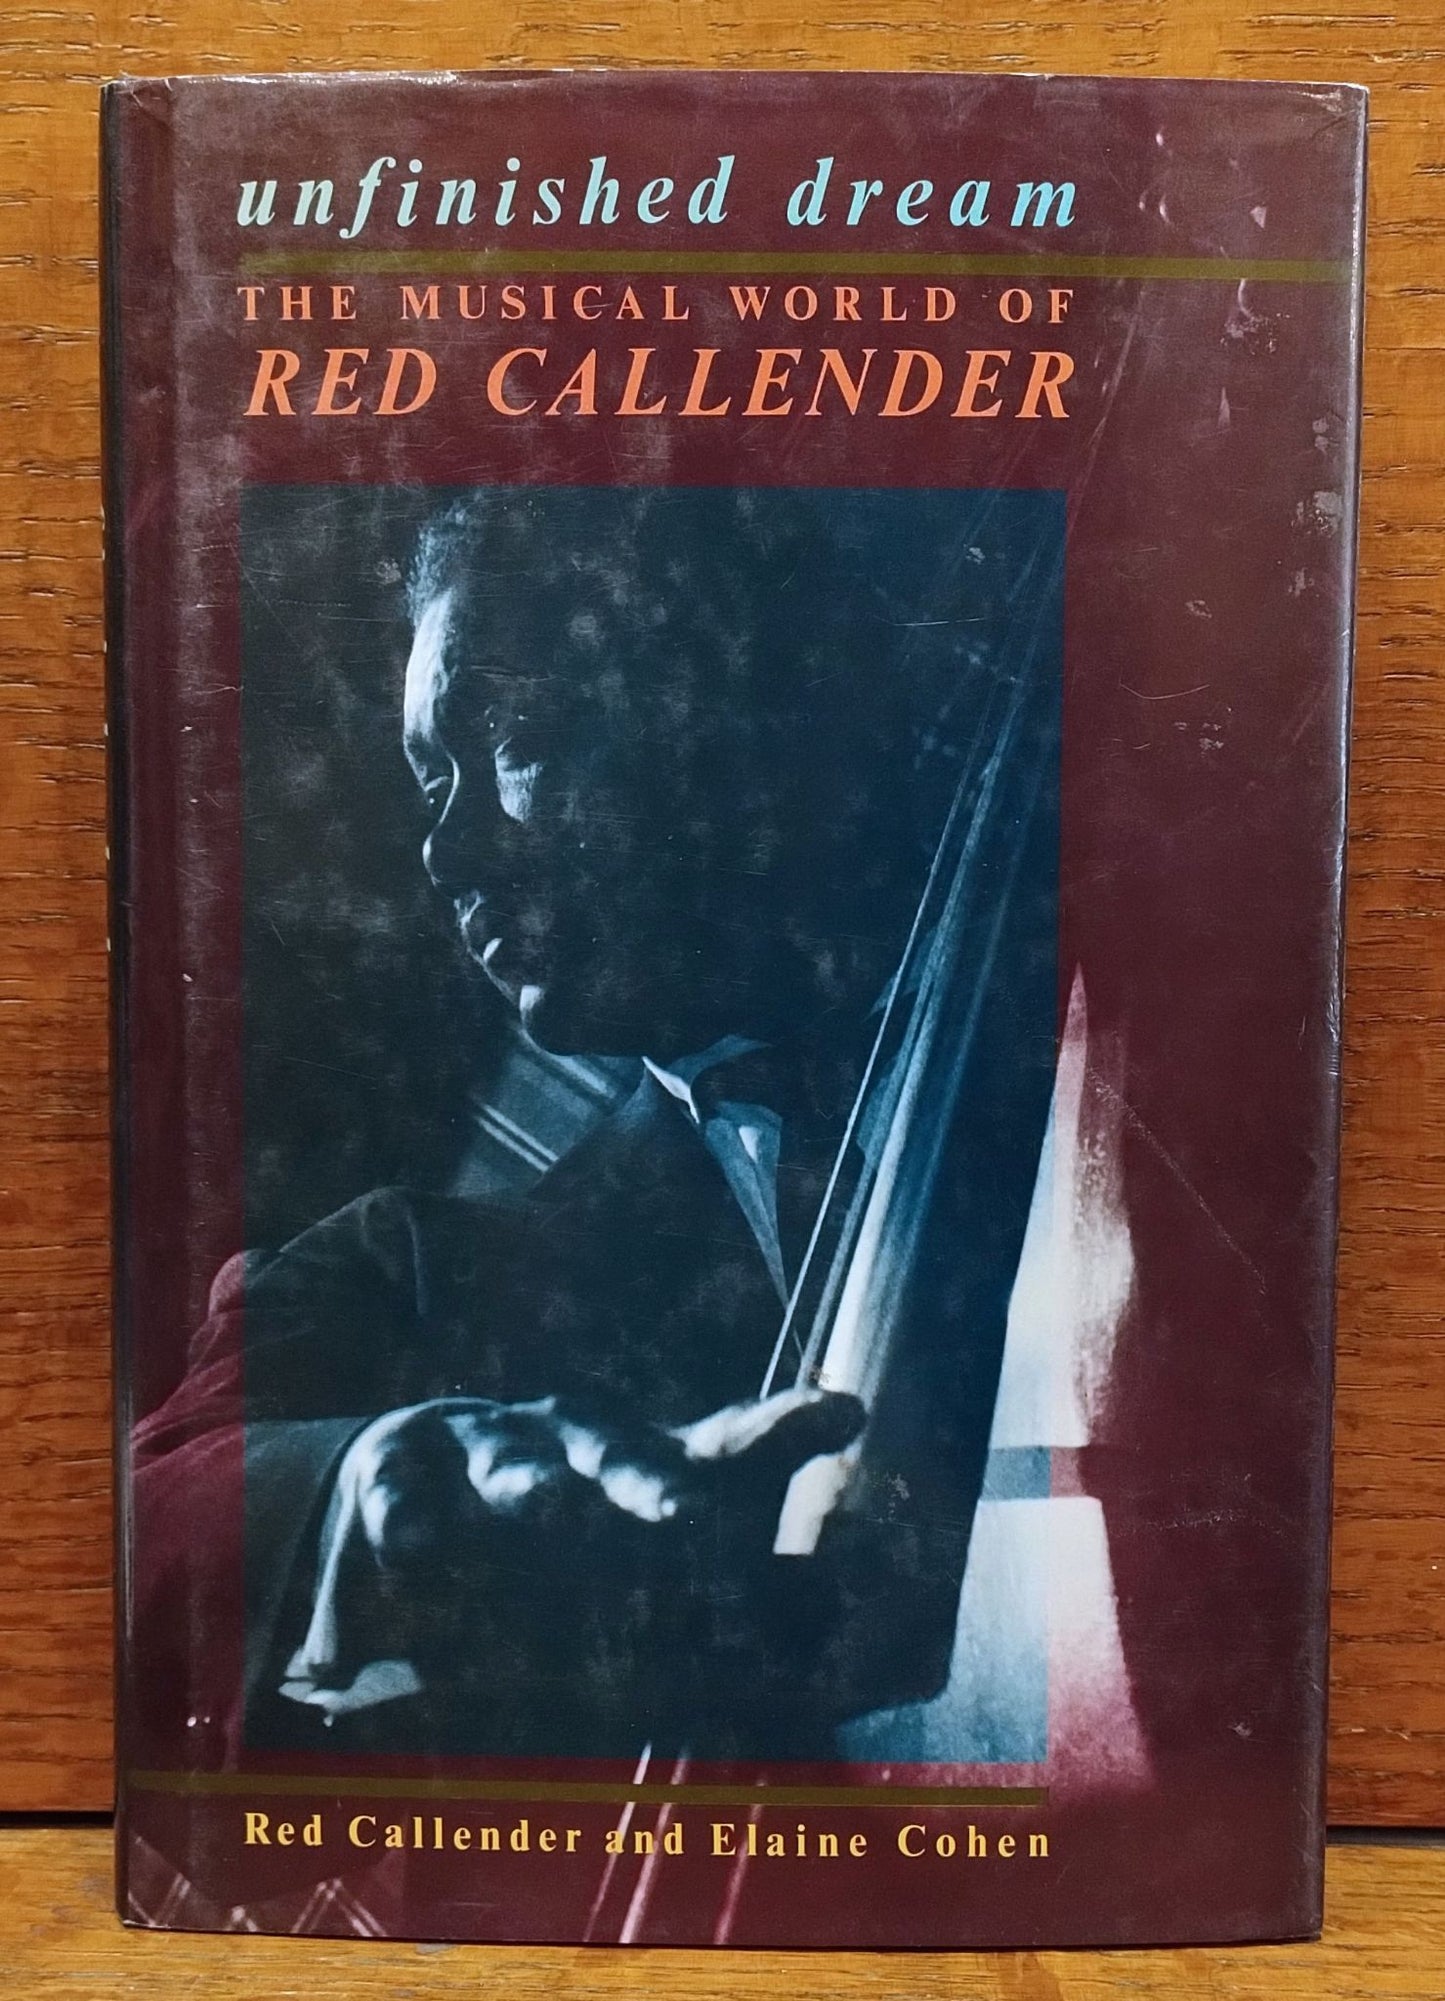 unfinished dream
THE MUSICAL WORLD OF
RED CALLENDER
Red Callender and Elaine Cohen